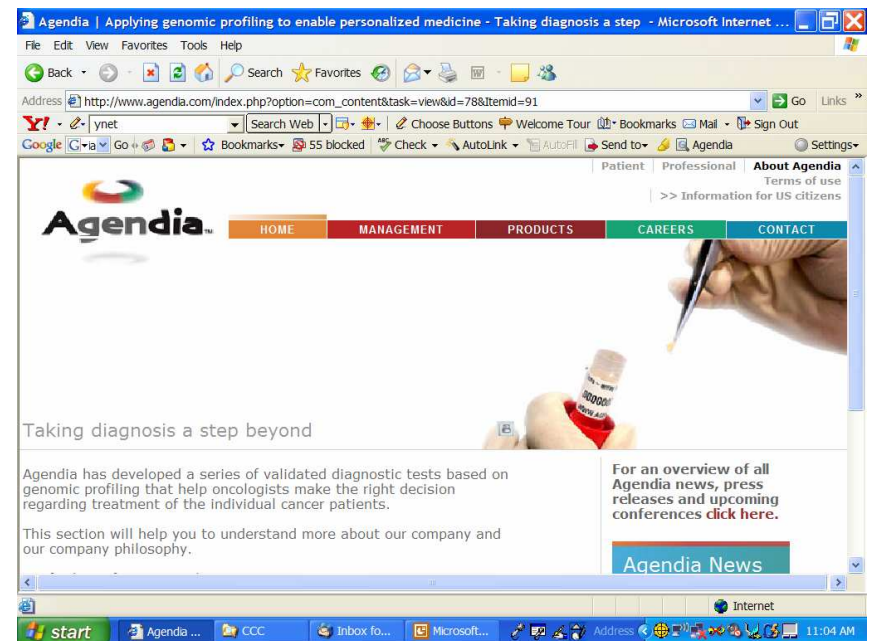 Agendia | Applying genomic profiling to enable personalized medicine - Taking diagnosis a step - Microsoft Internet ...
File Edit View Favorites Tools Help
Back Search Favorites
Address http://www.agendia.com/index.php?option=com_content&task=view&id=78&Itemid=91 Go Links »
Y! ynet Search Web Choose Buttons Welcome Tour Bookmarks Mail Sign Out
Google Go Bookmarks 55 blocked Check AutoLink AutoFill Send to Agendia Settings
Patient Professional About Agendia
Terms of use
>> Information for US citizens
Agendia
HOME MANAGEMENT PRODUCTS CAREERS CONTACT
Taking diagnosis a step beyond
Agendia has developed a series of validated diagnostic tests based on
genomic profiling that help oncologists make the right decision
regarding treatment of the individual cancer patients.
This section will help you to understand more about our company and
our company philosophy.
For an overview of all
Agendia news, press
releases and upcoming
conferences click here.
Agendia News
Internet
start Agendia ... CCC Inbox fo... Microsoft... Address 11:04 AM